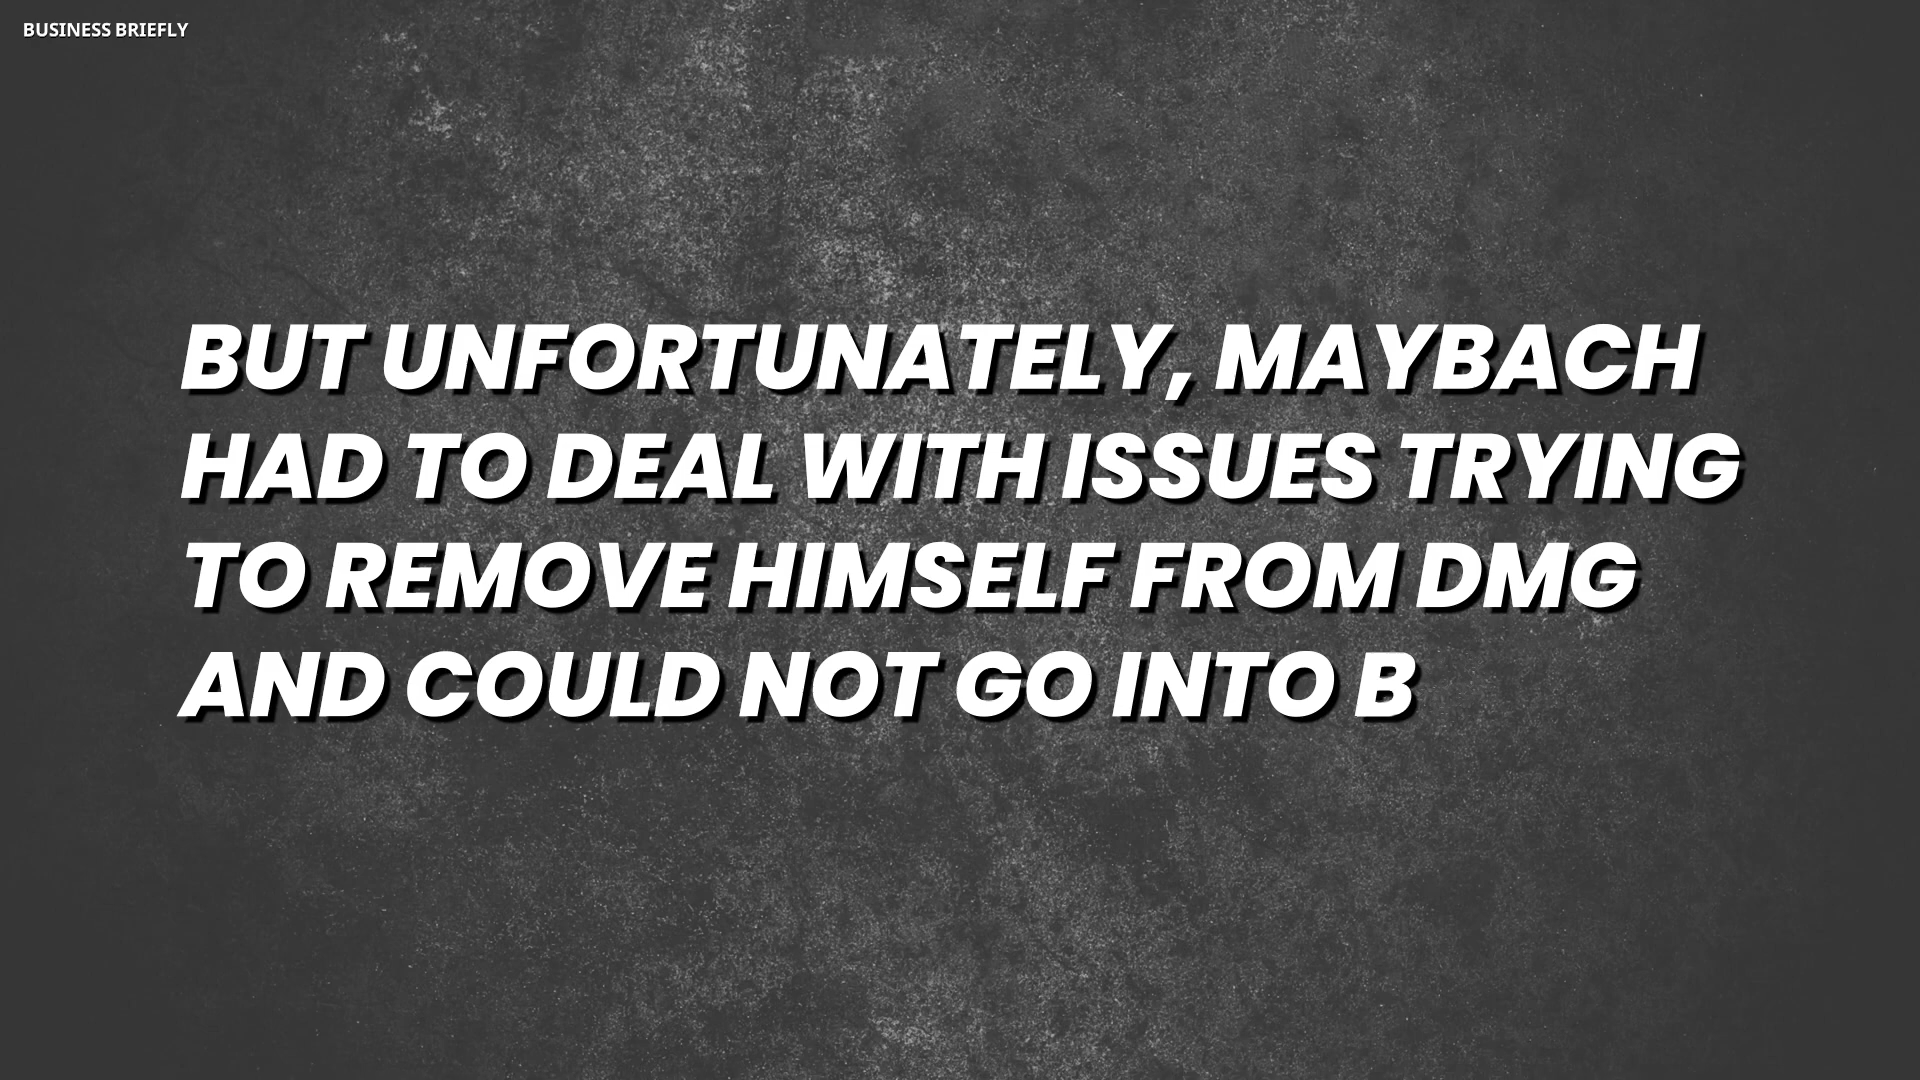 BUSINESS BRIEFLY
BUT UNFORTUNATELY, MAYBACH
HAD TO DEAL WITH ISSUES TRYING
TO REMOVE HIMSELF FROM DMG
AND COULD NOT GO INTO B